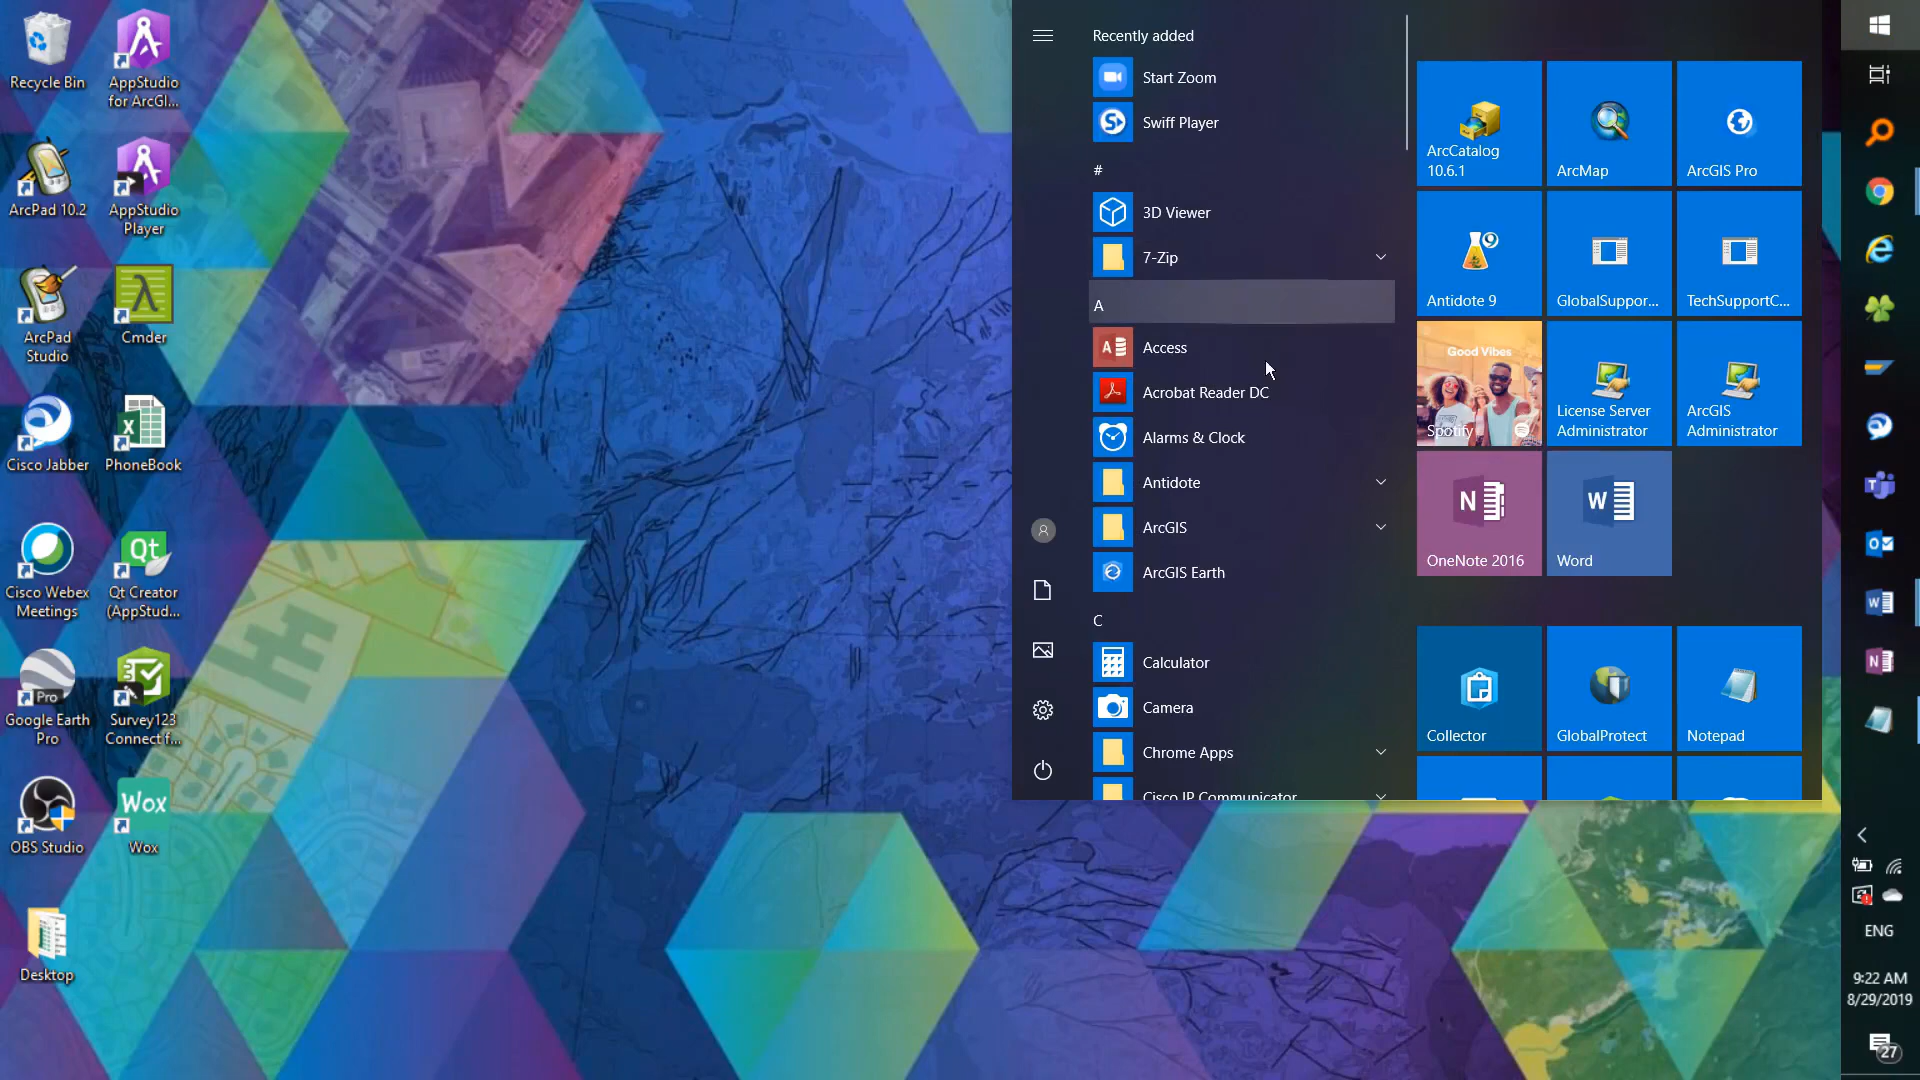 Recycle Bin
AppStudio
for ArcGI...
ArcPad 10.2
AppStudio
Player
ArcPad
Studio
Cmder
Cisco Jabber
PhoneBook
Cisco Webex
Meetings
Qt Creator
(AppStud...
Google Earth
Pro
Survey123
Connect f...
OBS Studio
Wox
Wox
Desktop
Recently added
Start Zoom
Swiff Player
#
3D Viewer
7-Zip
A
Access
Acrobat Reader DC
Alarms & Clock
Antidote
ArcGIS
ArcGIS Earth
C
Calculator
Camera
Chrome Apps
Cisco IP Communicator
ArcCatalog
10.6.1
ArcMap
ArcGIS Pro
Antidote 9
GlobalSuppor...
TechSupportC...
Good Vibes
Spotify
License Server
Administrator
ArcGIS
Administrator
OneNote 2016
Word
Collector
GlobalProtect
Notepad
ENG
9:22 AM
8/29/2019
27